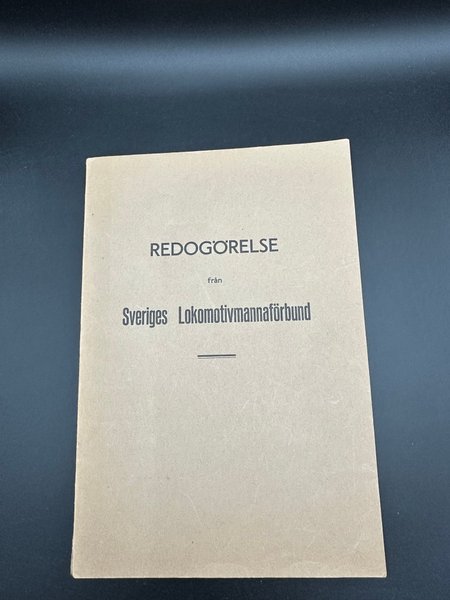 REDOGÖRELSE
från
Sveriges Lokomotivmannaförbund